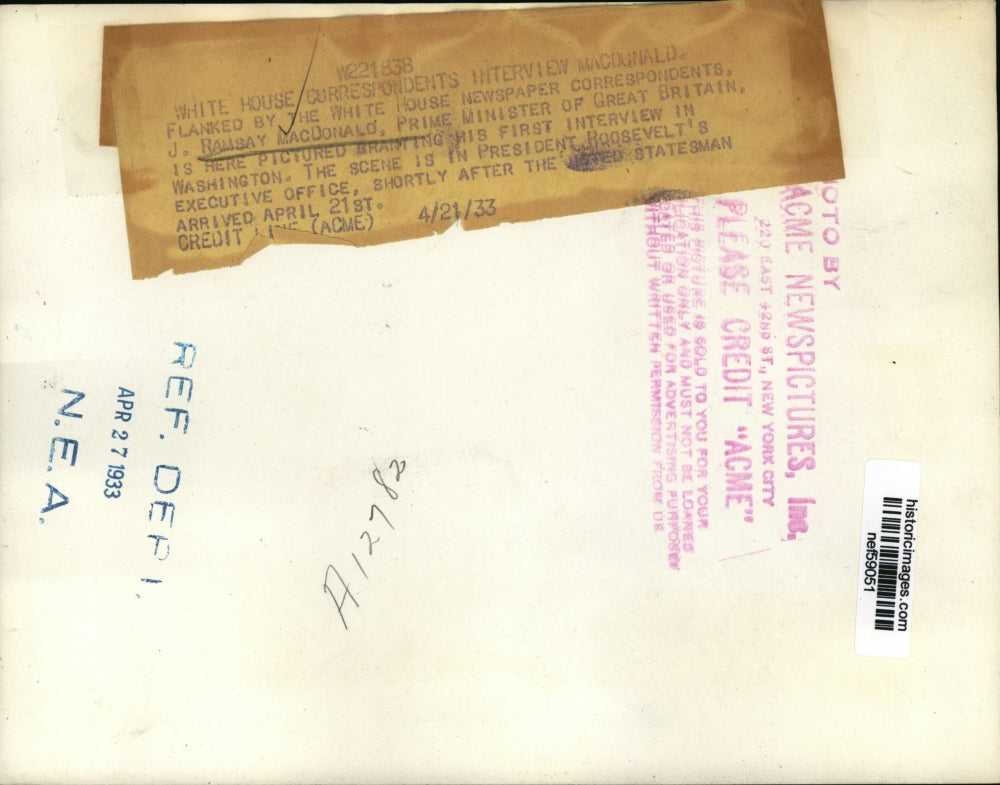 W221838
WHITE HOUSE CORRESPONDENTS INTERVIEW MACDONALD.
FLANKED BY THE WHITE HOUSE NEWSPAPER CORRESPONDENTS,
J. RAMSAY MACDONALD, PRIME MINISTER OF GREAT BRITAIN,
IS HERE PICTURED GRANTING HIS FIRST INTERVIEW IN
WASHINGTON. THE SCENE IS IN PRESIDENT ROOSEVELT'S
EXECUTIVE OFFICE, SHORTLY AFTER THE STATESMAN
ARRIVED APRIL 21ST.
CREDIT LINE (ACME) 4/21/33
OTO BY
ACME NEWSPICTURES, Inc.
220 EAST 42ND ST., NEW YORK CITY
PLEASE CREDIT "ACME"
THIS PICTURE IS SOLD TO YOU FOR YOUR
PUBLICATION ONLY AND MUST NOT BE LOANED
OR USED FOR ADVERTISING PURPOSES
WITHOUT WRITTEN PERMISSION FROM US
REF. DEPT.
APR 27 1933
N.E.A.
A12782
historicimages.com
nef59051